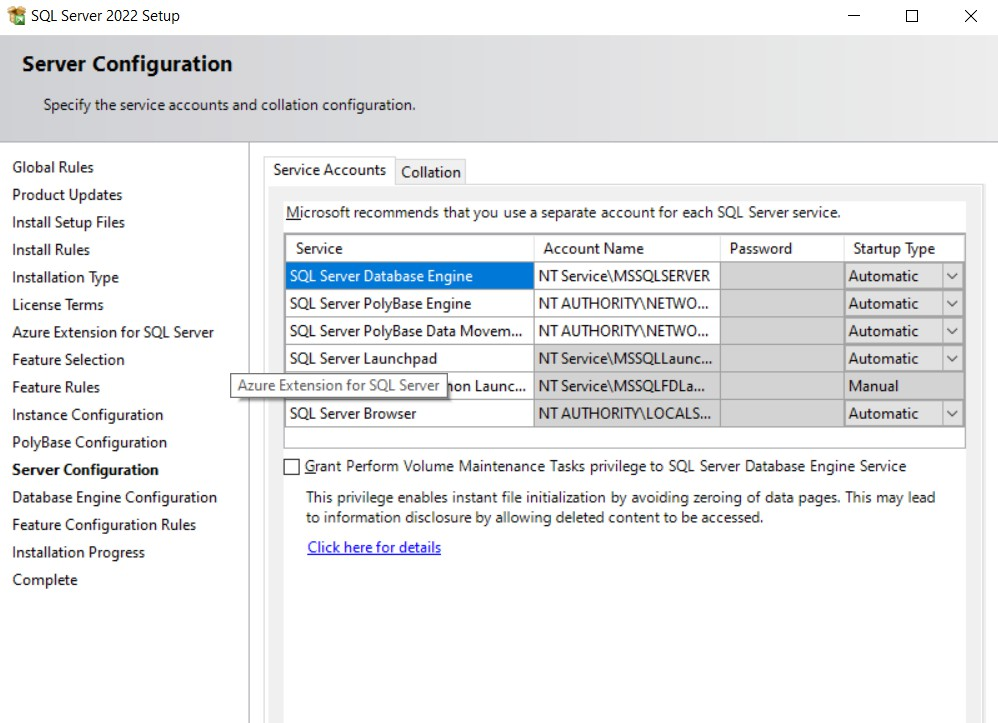 SQL Server 2022 Setup
Server Configuration
Specify the service accounts and collation configuration.
Global Rules
Product Updates
Install Setup Files
Install Rules
Installation Type
License Terms
Azure Extension for SQL Server
Feature Selection
Feature Rules
Instance Configuration
PolyBase Configuration
Server Configuration
Database Engine Configuration
Feature Configuration Rules
Installation Progress
Complete
Azure Extension for SQL Server
Service Accounts Collation
Microsoft recommends that you use a separate account for each SQL Server service.
Service Account Name Password Startup Type
SQL Server Database Engine NT Service\MSSQLSERVER Automatic
SQL Server PolyBase Engine NT AUTHORITY\NETWO... Automatic
SQL Server PolyBase Data Movem... NT AUTHORITY\NETWO... Automatic
SQL Server Launchpad NT Service\MSSQLLaunc... Automatic
Launc... NT Service\MSSQLFDLa... Manual
SQL Server Browser NT AUTHORITY\LOCALS... Automatic
Grant Perform Volume Maintenance Tasks privilege to SQL Server Database Engine Service
This privilege enables instant file initialization by avoiding zeroing of data pages. This may lead
to information disclosure by allowing deleted content to be accessed.
Click here for details